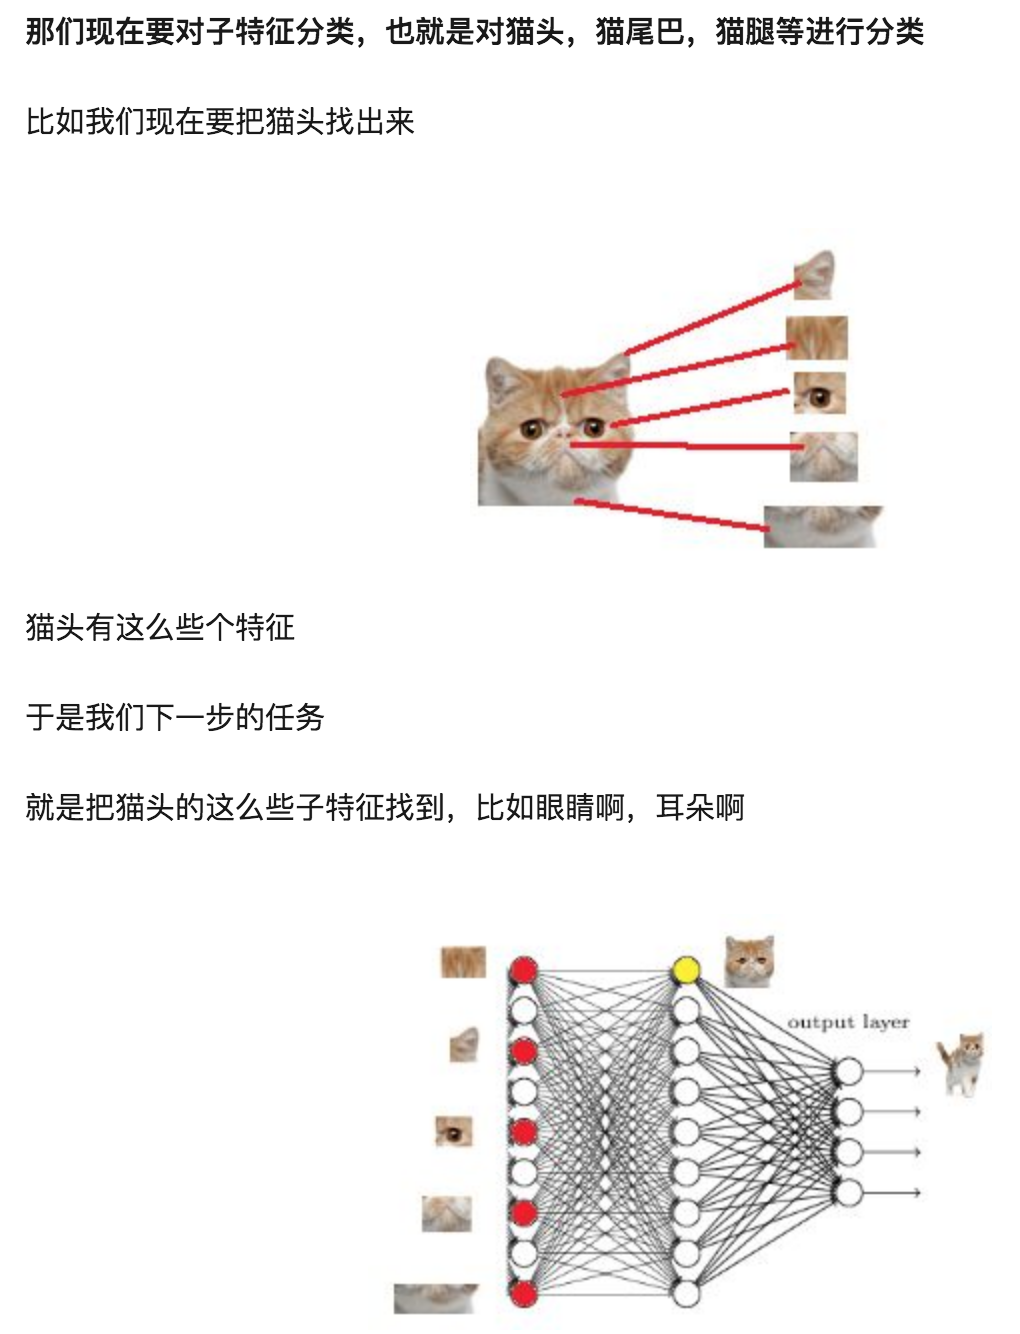 那们现在要对子特征分类，也就是对猫头，猫尾巴，猫腿等进行分类
比如我们现在要把猫头找出来
猫头有这么些个特征
于是我们下一步的任务
就是把猫头的这么些子特征找到，比如眼睛啊，耳朵啊
output layer